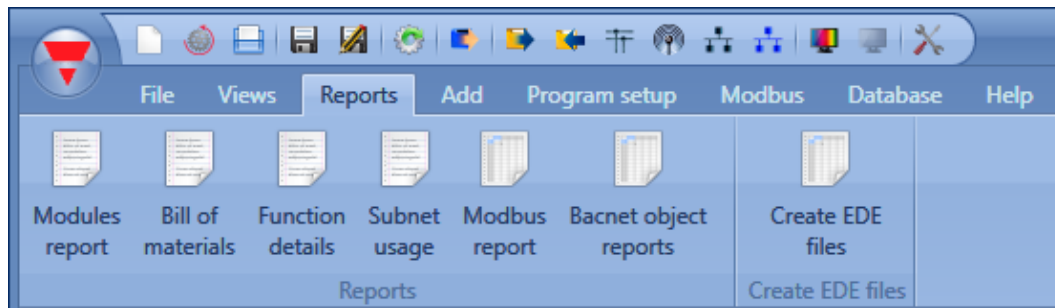 File Views Reports Add Program setup Modbus Database Help
Modules Bill of Function Subnet Modbus Bacnet object Create EDE
report materials details usage report reports files
Reports Create EDE files